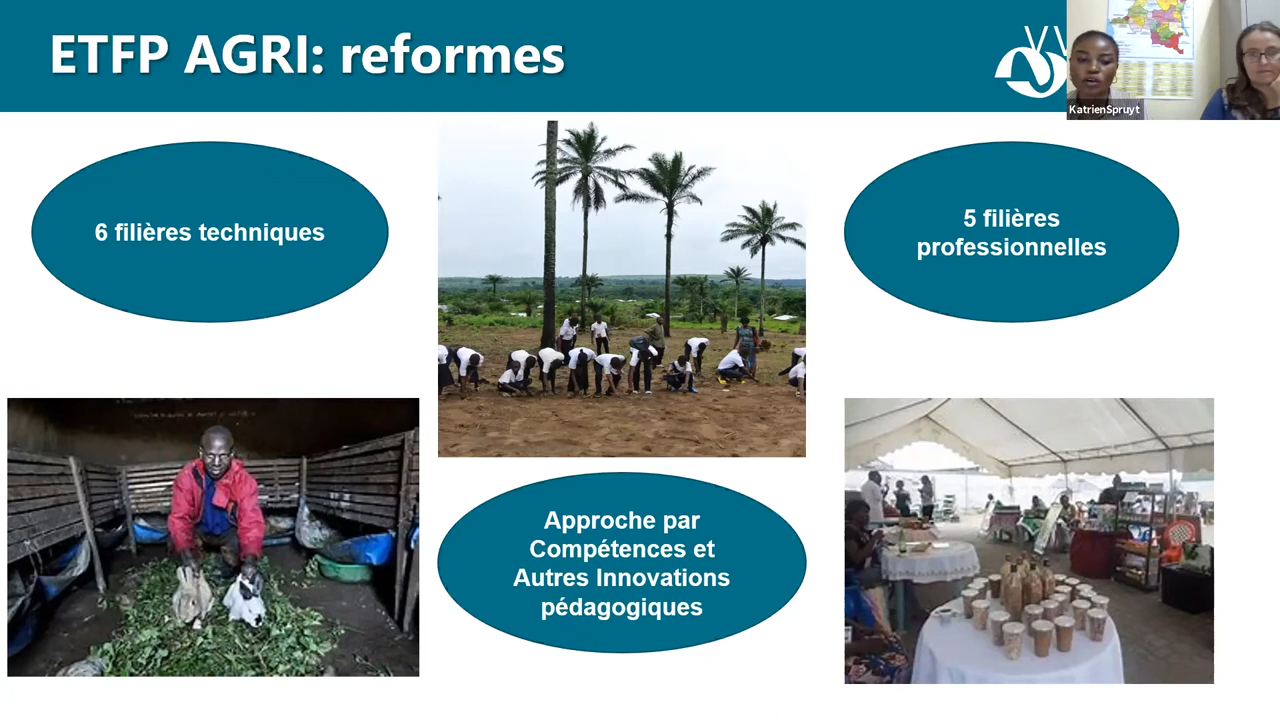 ETFP AGRI: reformes
KatrienSpruyt
6 filières techniques
5 filières
professionnelles
Approche par
Compétences et
Autres Innovations
pédagogiques